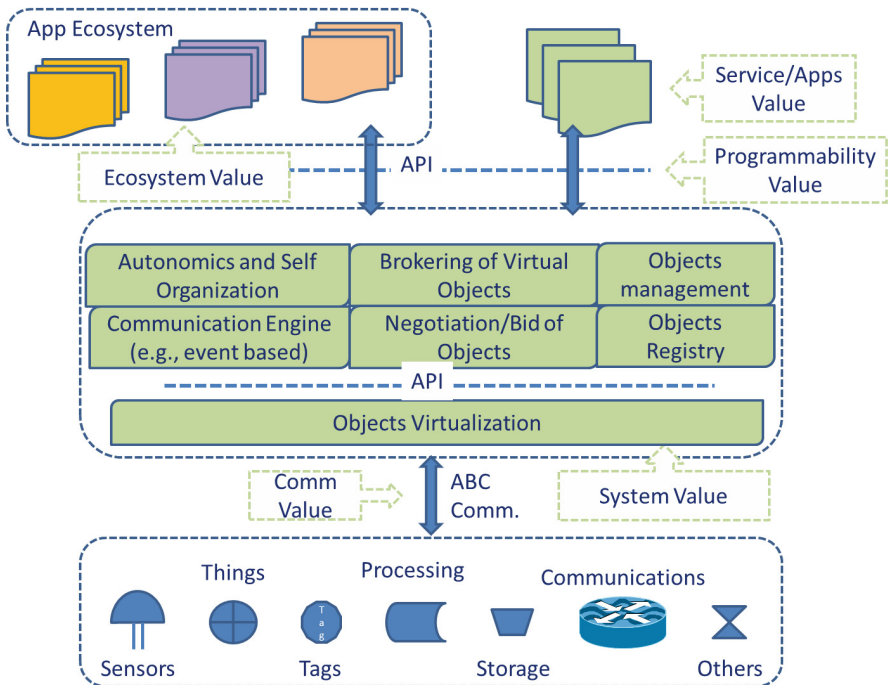 App Ecosystem
Service/Apps
Value
Ecosystem Value
API
Programmability
Value
Autonomics and Self
Organization
Brokering of Virtual
Objects
Objects
management
Communication Engine
(e.g., event based)
Negotiation/Bid of
Objects
Objects
Registry
API
Objects Virtualization
Comm
Value
ABC
Comm.
System Value
Things
Processing
Communications
T
a
g
Sensors
Tags
Storage
Others